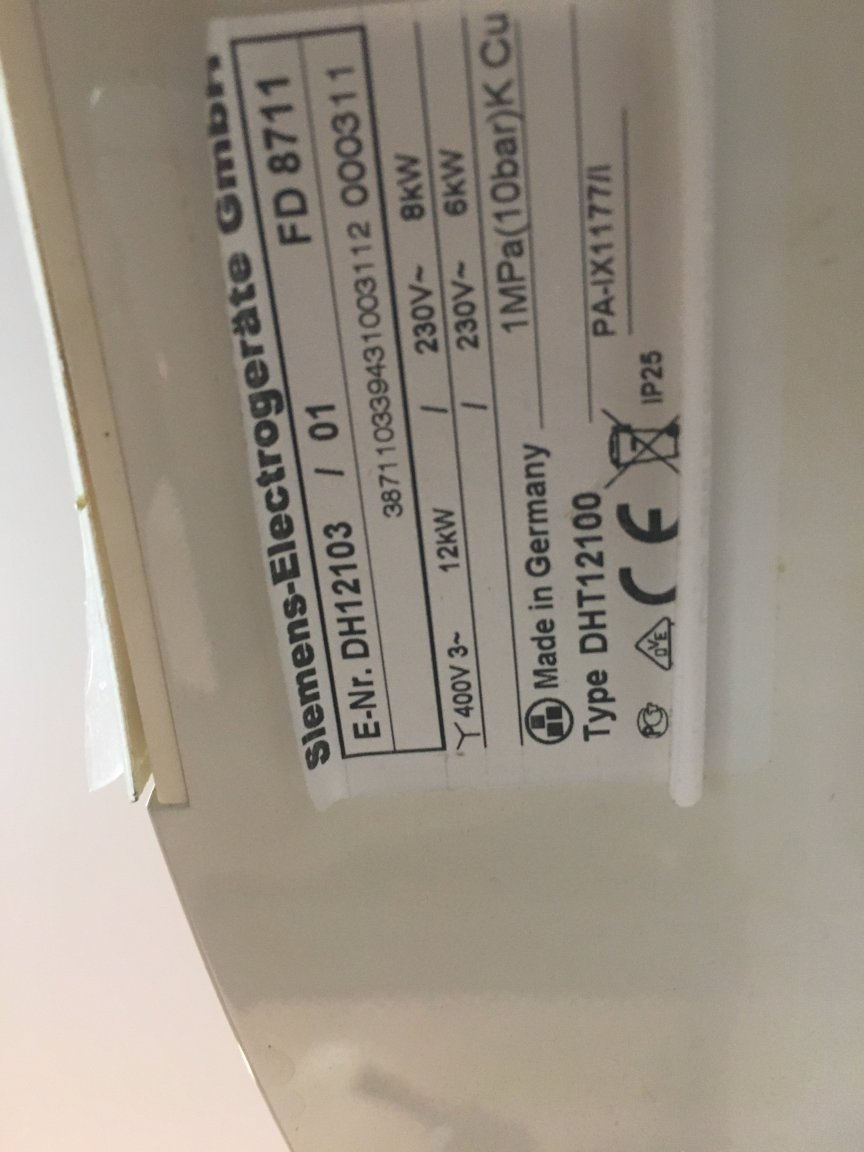 Siemens-Electrogeräte GmbH
E-Nr. DH12103 / 01 FD 8711
387110339431003112 000311
Y 400V 3~ 12kW / 230V~ 8kW
/ 230V~ 6kW
1MPa(10bar)K Cu
Made in Germany
Type DHT12100
PA-IX1177/I
DVE CE IP25